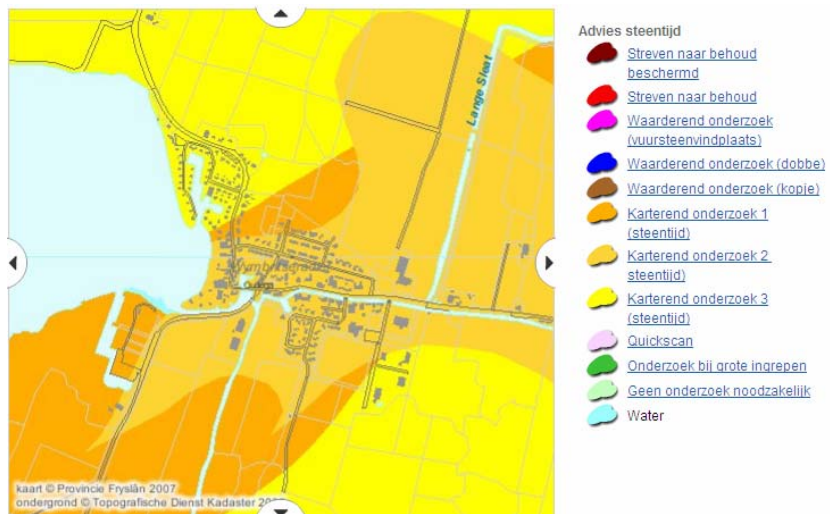 Lange Sleat
Oudega
kaart © Provincie Fryslân 2007
ondergrond © Topografische Dienst Kadaster
Advies steentijd
Streven naar behoud
beschermd
Streven naar behoud
Waarderend onderzoek
(vuursteenvindplaats)
Waarderend onderzoek (dobbe)
Waarderend onderzoek (kopje)
Karterend onderzoek 1
(steentijd)
Karterend onderzoek 2
steentijd)
Karterend onderzoek 3
(steentijd)
Quickscan
Onderzoek bij grote ingrepen
Geen onderzoek noodzakelijk
Water